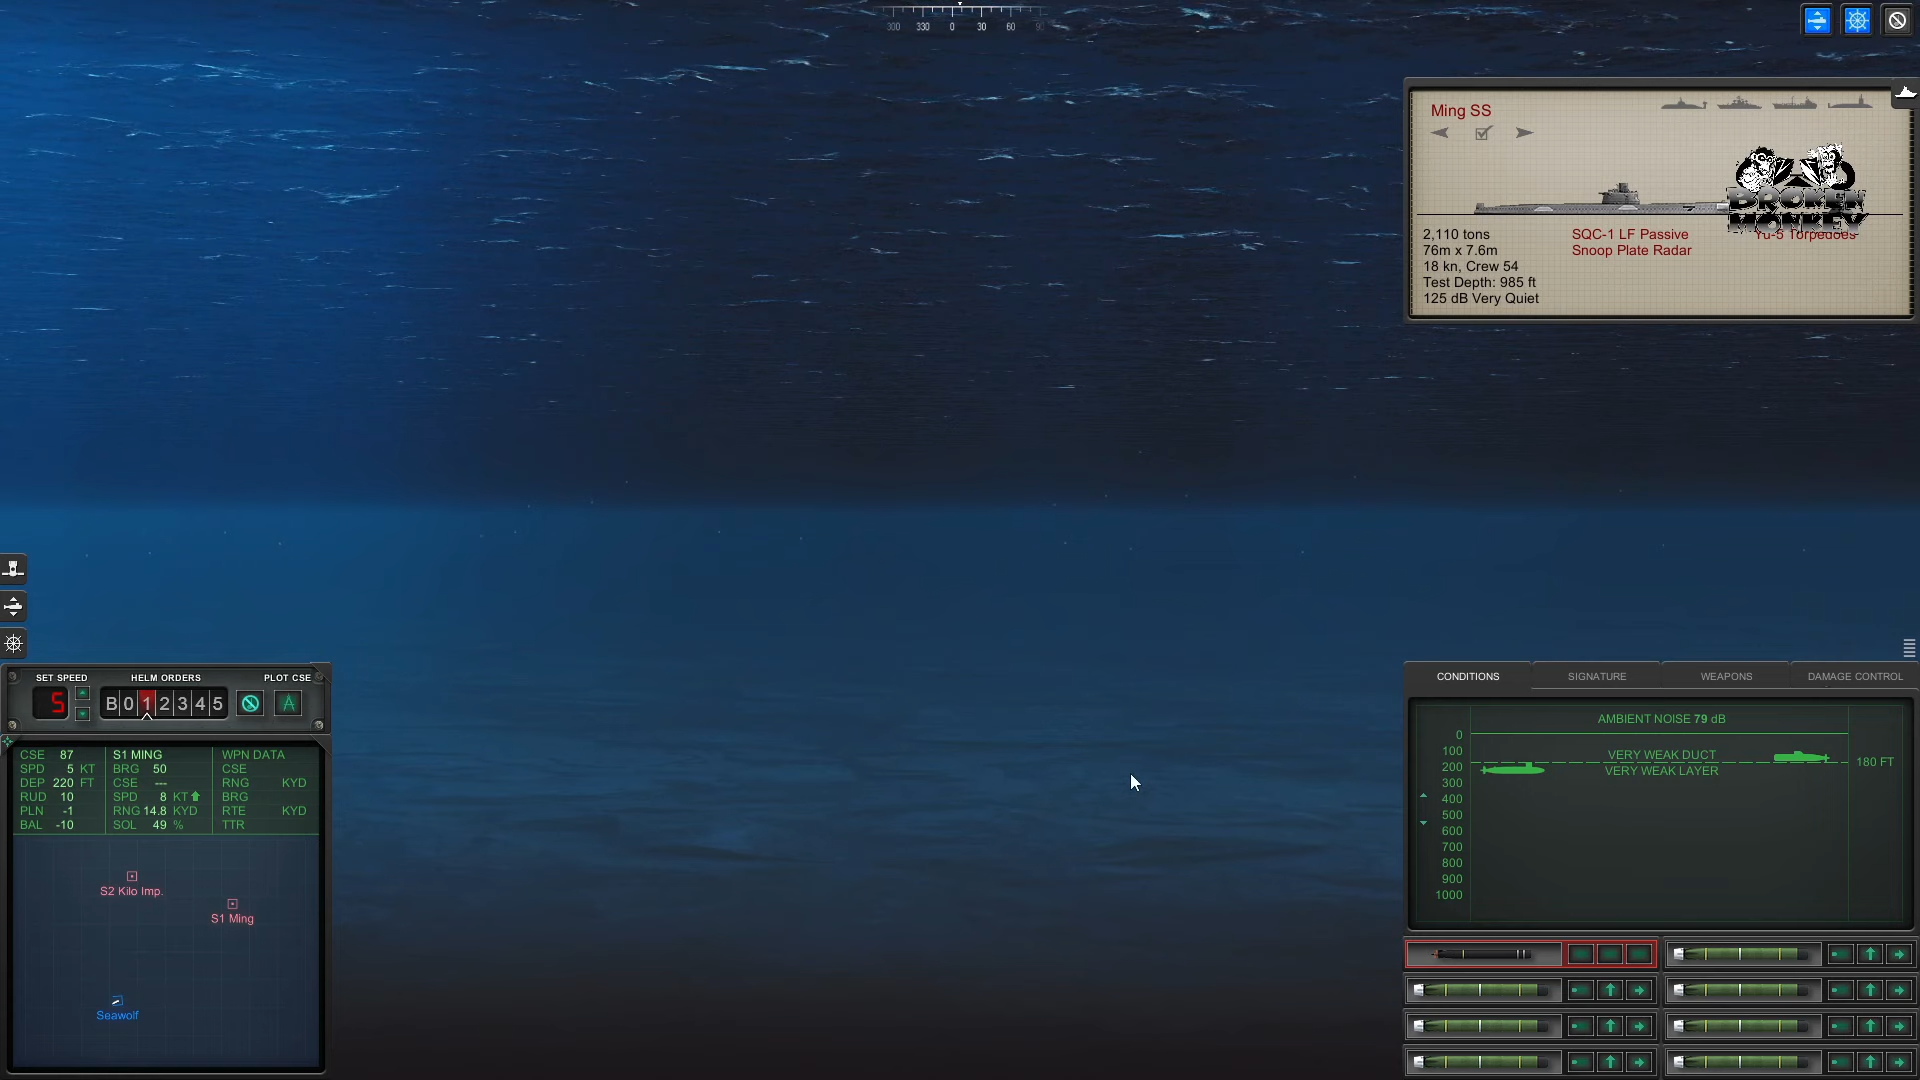 300 330 0 30 60
Ming SS
BROKEN
MONKEY
2,110 tons
76m x 7.6m
18 kn, Crew 54
Test Depth: 985 ft
125 dB Very Quiet
SQC-1 LF Passive
Snoop Plate Radar
Yu-5 Torpedoes
SET SPEED
HELM ORDERS
PLOT CSE
5
B 0 1 2 3 4 5
CSE 87
SPD 5 KT
DEP 220 FT
RUD 10
PLN -1
BAL -10
S1 MING
BRG 50
CSE ---
SPD 8 KT
RNG 14.8 KYD
SOL 49 %
WPN DATA
CSE
RNG KYD
BRG
RTE KYD
TTR
S2 Kilo Imp.
S1 Ming
Seawolf
CONDITIONS
SIGNATURE
WEAPONS
DAMAGE CONTROL
AMBIENT NOISE 79 dB
0
100
200
300
400
500
600
700
800
900
1000
VERY WEAK DUCT
VERY WEAK LAYER
180 FT